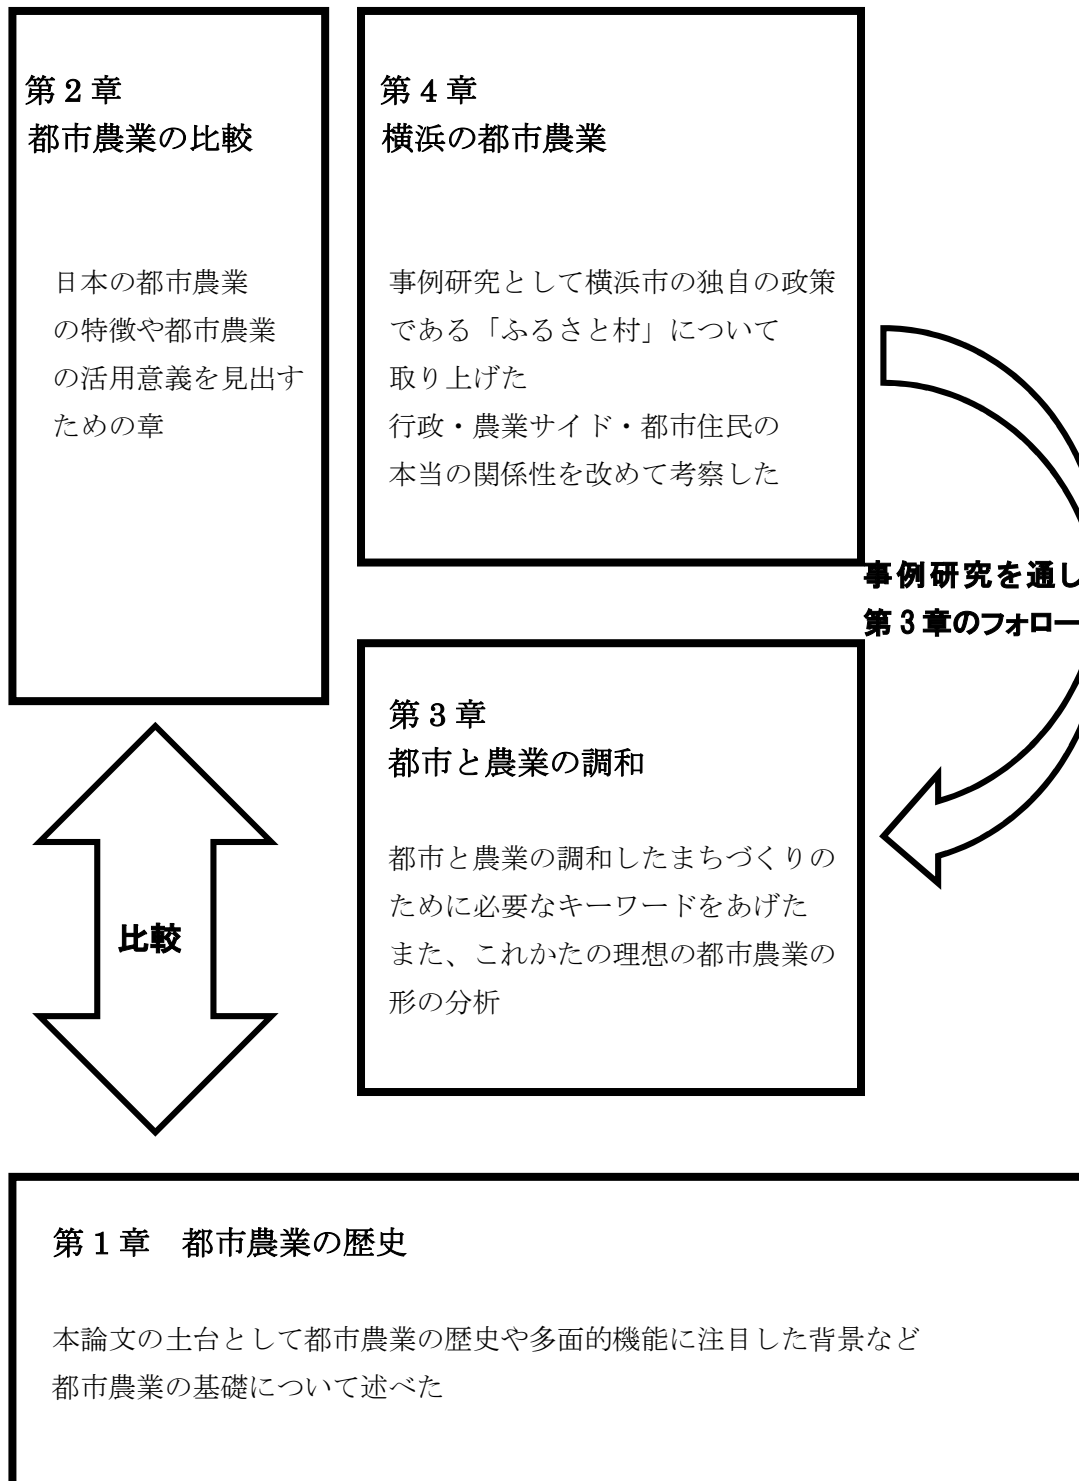 第2章
都市農業の比較
日本の都市農業
の特徴や都市農業
の活用意義を見出す
ための章
第4章
横浜の都市農業
事例研究として横浜市の独自の政策
である「ふるさと村」について
取り上げた
行政・農業サイド・都市住民の
本当の関係性を改めて考察した
事例研究を通し
第3章のフォロー
第3章
都市と農業の調和
都市と農業の調和したまちづくりの
ために必要なキーワードをあげた
また、これかたの理想の都市農業の
形の分析
比較
第1章　都市農業の歴史
本論文の土台として都市農業の歴史や多面的機能に注目した背景など
都市農業の基礎について述べた